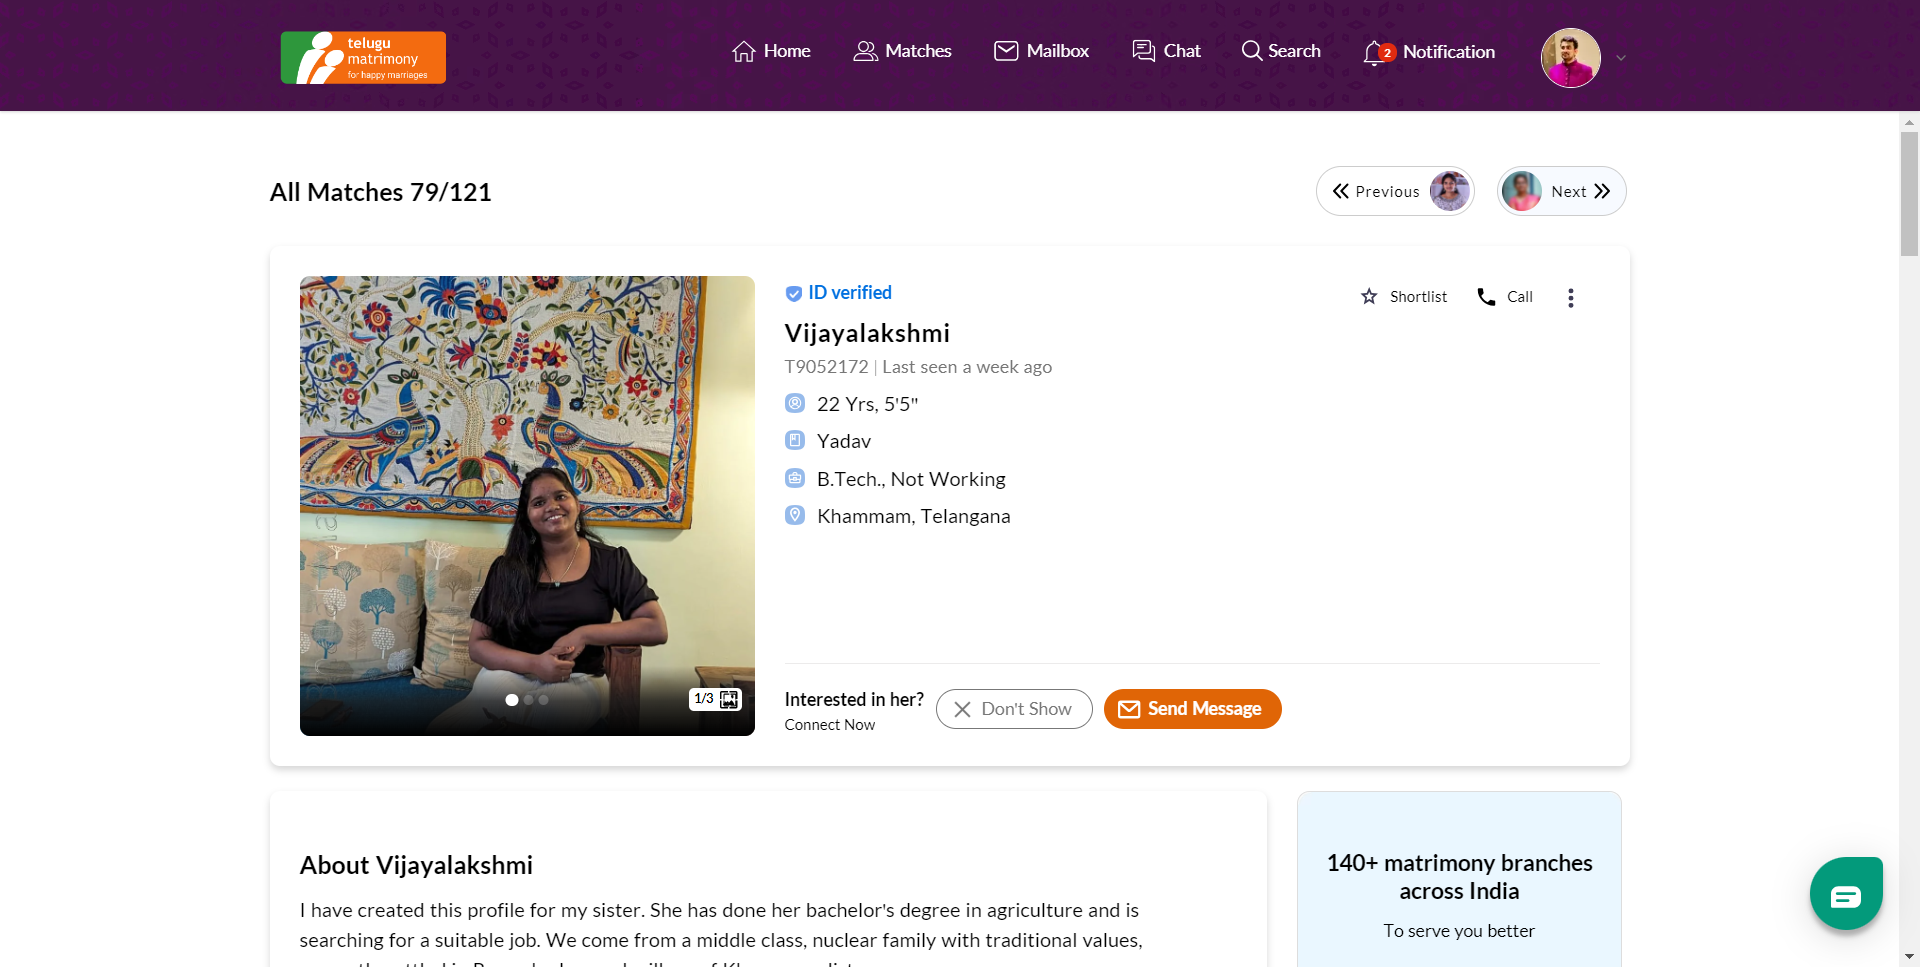 telugu
matrimony
for happy marriages
Home
Matches
Mailbox
Chat
Search
2
Notification
All Matches 79/121
Previous
Next
ID verified
Shortlist
Call
Vijayalakshmi
T9052172 | Last seen a week ago
22 Yrs, 5'5"
Yadav
B.Tech., Not Working
Khammam, Telangana
1/3
Interested in her?
Connect Now
Don't Show
Send Message
About Vijayalakshmi
I have created this profile for my sister. She has done her bachelor's degree in agriculture and is
searching for a suitable job. We come from a middle class, nuclear family with traditional values,
140+ matrimony branches
across India
To serve you better